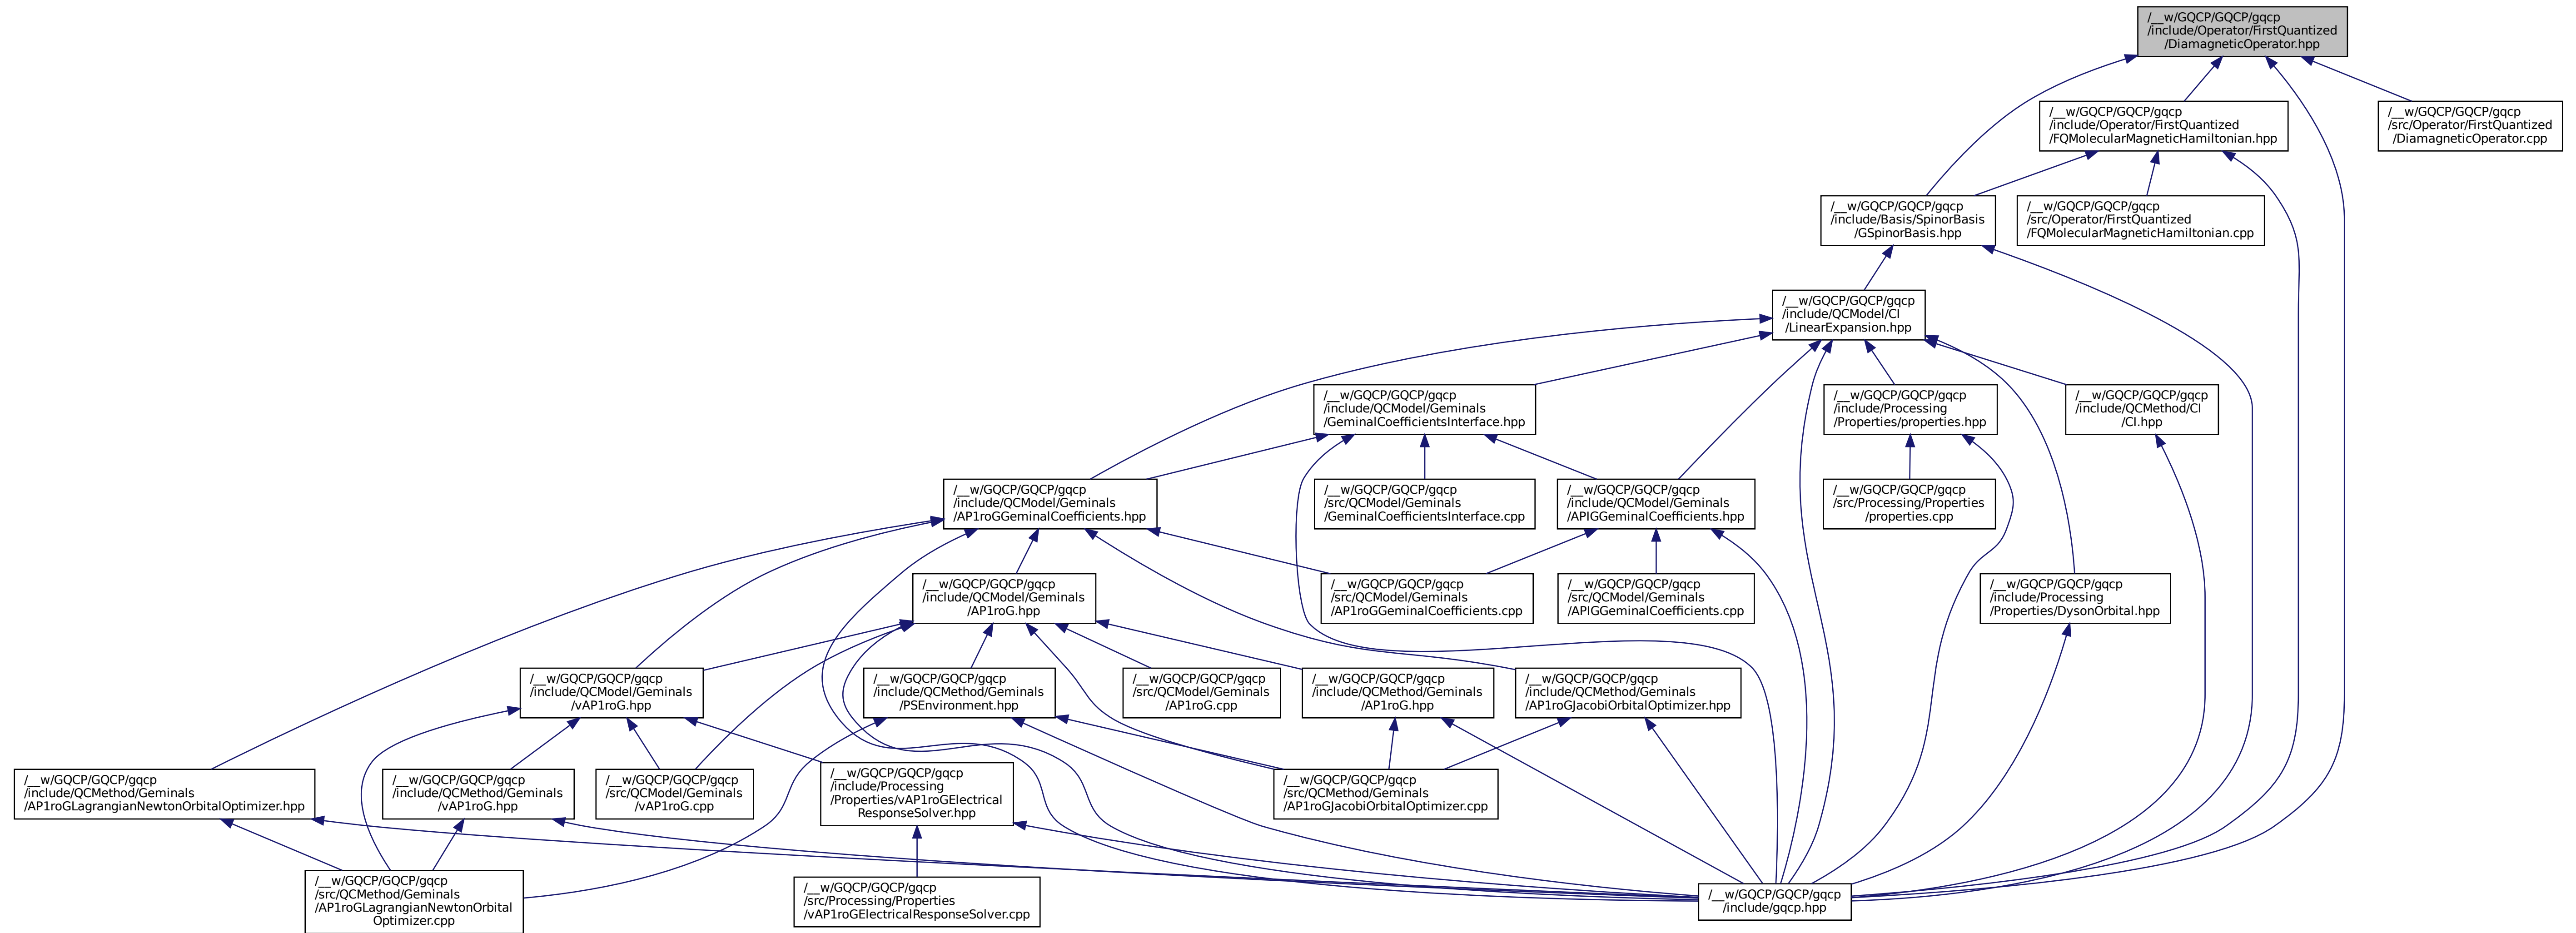 /__w/GQCP/GQCP/gqcp
/include/Operator/FirstQuantized
/DiamagneticOperator.hpp
/__w/GQCP/GQCP/gqcp
/include/Operator/FirstQuantized
/FQMolecularMagneticHamiltonian.hpp
/__w/GQCP/GQCP/gqcp
/src/Operator/FirstQuantized
/DiamagneticOperator.cpp
/__w/GQCP/GQCP/gqcp
/include/Basis/SpinorBasis
/GSpinorBasis.hpp
/__w/GQCP/GQCP/gqcp
/src/Operator/FirstQuantized
/FQMolecularMagneticHamiltonian.cpp
/__w/GQCP/GQCP/gqcp
/include/QCModel/CI
/LinearExpansion.hpp
/__w/GQCP/GQCP/gqcp
/include/QCModel/Geminals
/GeminalCoefficientsInterface.hpp
/__w/GQCP/GQCP/gqcp
/include/Processing
/Properties/properties.hpp
/__w/GQCP/GQCP/gqcp
/include/QCMethod/CI
/CI.hpp
/__w/GQCP/GQCP/gqcp
/include/QCModel/Geminals
/AP1roGGeminalCoefficients.hpp
/__w/GQCP/GQCP/gqcp
/src/QCModel/Geminals
/GeminalCoefficientsInterface.cpp
/__w/GQCP/GQCP/gqcp
/include/QCModel/Geminals
/APIGGeminalCoefficients.hpp
/__w/GQCP/GQCP/gqcp
/src/Processing/Properties
/properties.cpp
/__w/GQCP/GQCP/gqcp
/include/QCModel/Geminals
/AP1roG.hpp
/__w/GQCP/GQCP/gqcp
/src/QCModel/Geminals
/AP1roGGeminalCoefficients.cpp
/__w/GQCP/GQCP/gqcp
/src/QCModel/Geminals
/APIGGeminalCoefficients.cpp
/__w/GQCP/GQCP/gqcp
/include/Processing
/Properties/DysonOrbital.hpp
/__w/GQCP/GQCP/gqcp
/include/QCModel/Geminals
/vAP1roG.hpp
/__w/GQCP/GQCP/gqcp
/include/QCMethod/Geminals
/PSEnvironment.hpp
/__w/GQCP/GQCP/gqcp
/src/QCModel/Geminals
/AP1roG.cpp
/__w/GQCP/GQCP/gqcp
/include/QCMethod/Geminals
/AP1roG.hpp
/__w/GQCP/GQCP/gqcp
/include/QCMethod/Geminals
/AP1roGJacobiOrbitalOptimizer.hpp
/__w/GQCP/GQCP/gqcp
/include/QCMethod/Geminals
/AP1roGLagrangianNewtonOrbitalOptimizer.hpp
/__w/GQCP/GQCP/gqcp
/include/QCMethod/Geminals
/vAP1roG.hpp
/__w/GQCP/GQCP/gqcp
/src/QCModel/Geminals
/vAP1roG.cpp
/__w/GQCP/GQCP/gqcp
/include/Processing
/Properties/vAP1roGElectrical
ResponseSolver.hpp
/__w/GQCP/GQCP/gqcp
/src/QCMethod/Geminals
/AP1roGJacobiOrbitalOptimizer.cpp
/__w/GQCP/GQCP/gqcp
/src/QCMethod/Geminals
/AP1roGLagrangianNewtonOrbital
Optimizer.cpp
/__w/GQCP/GQCP/gqcp
/src/Processing/Properties
/vAP1roGElectricalResponseSolver.cpp
/__w/GQCP/GQCP/gqcp
/include/gqcp.hpp